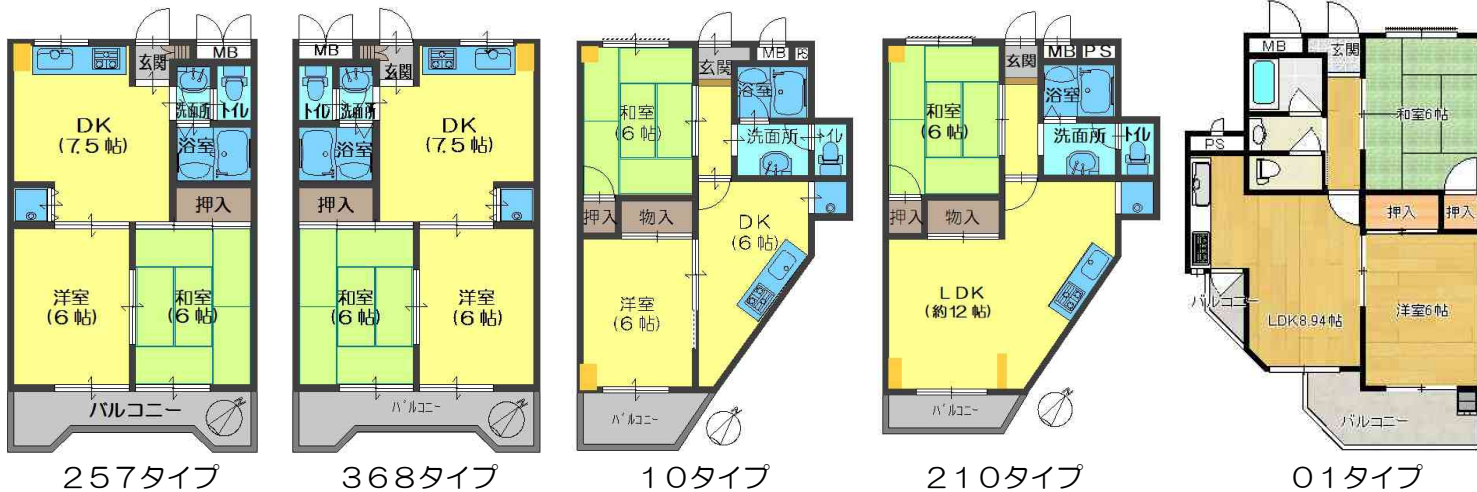 MB
玄関
DK
(7.5帖)
洗面所
トイレ
浴室
押入
洋室
(6帖)
和室
(6帖)
バルコニー
N
257タイプ
MB
玄関
トイレ
洗面所
DK
(7.5帖)
浴室
押入
和室
(6帖)
洋室
(6帖)
バルコニー
N
368タイプ
玄関
MB
PS
和室
(6帖)
浴室
洗面所
トイレ
押入
物入
DK
(6帖)
洋室
(6帖)
バルコニー
N
10タイプ
玄関
MB
PS
和室
(6帖)
浴室
洗面所
トイレ
押入
物入
LDK
(約12帖)
バルコニー
N
210タイプ
MB
玄関
和室6帖
PS
押入
押入
バルコニー
LDK8.94帖
洋室6帖
バルコニー
01タイプ